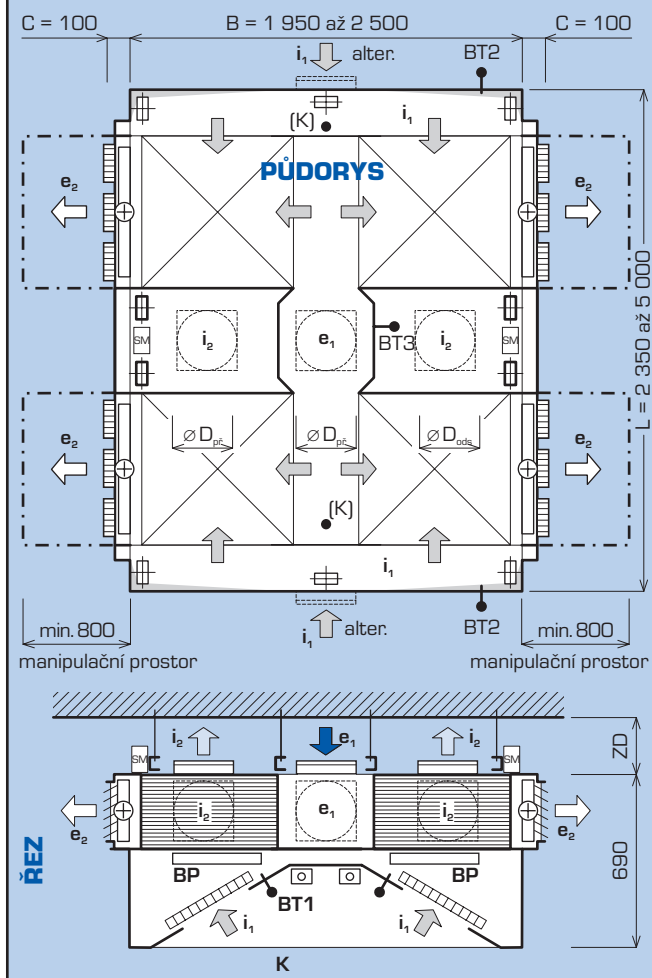 C = 100 B = 1 950 až 2 500 C = 100
i₁ alter. BT2
(K) i₁
PŮDORYS
e₂ e₂
L = 2 350 až 5 000
SM i₂ e₁ i₂ SM
BT3
e₂ ∅ Dpř. ∅ Dpř. ∅ Dods. e₂
(K)
i₁
i₁ alter. BT2
min. 800 min. 800
manipulační prostor manipulační prostor
i₂ e₁ i₂ ZD
SM SM
e₂ i₂ e₁ i₂ e₂
ŘEZ
690
BP BP
BT1
i₁ i₁
K